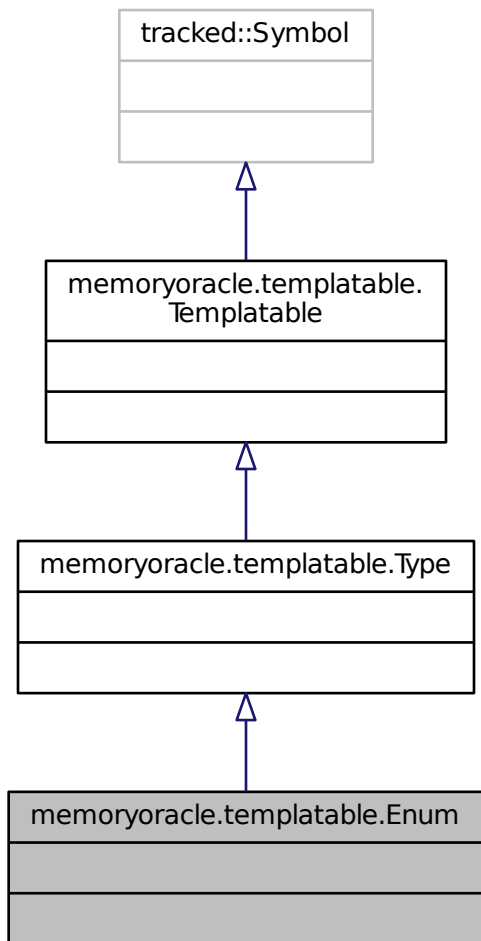 tracked::Symbol
memoryoracle.templatable.
Templatable
memoryoracle.templatable.Type
memoryoracle.templatable.Enum